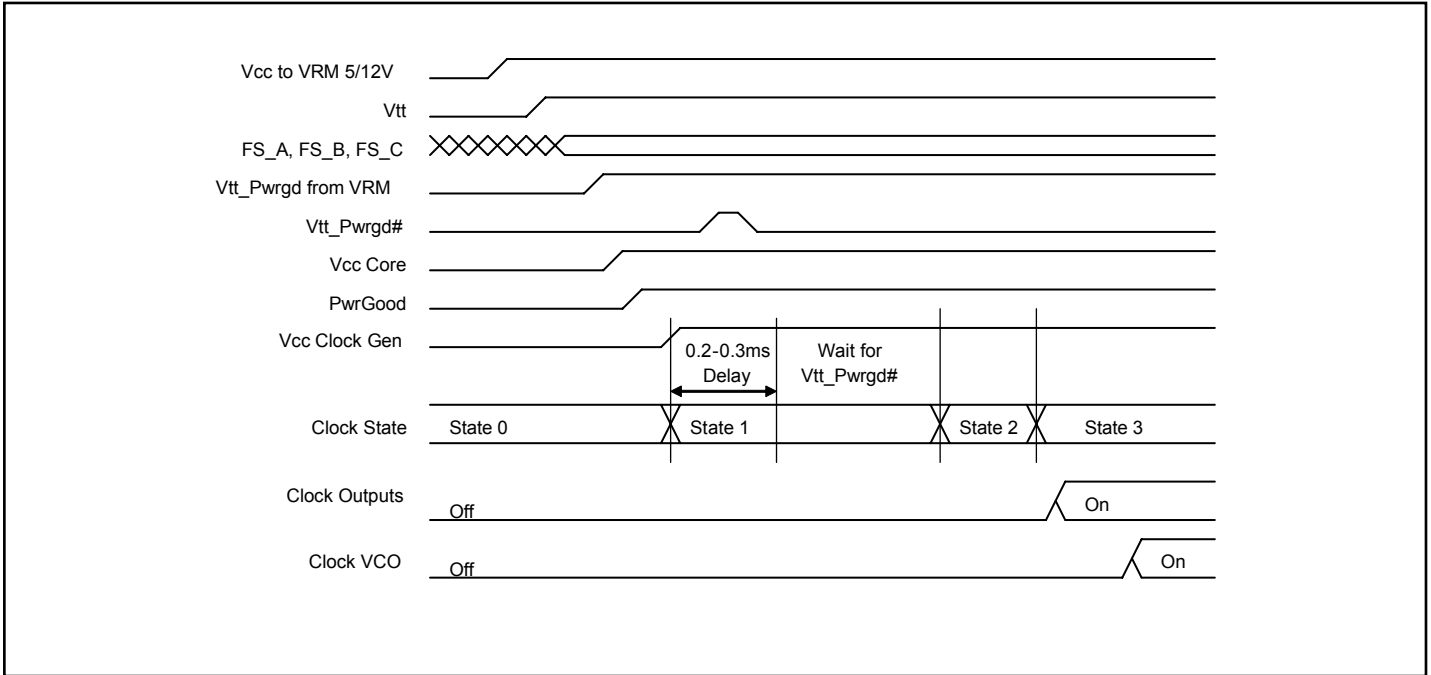 Vcc to VRM 5/12V
Vtt
FS_A, FS_B, FS_C
Vtt_Pwrgd from VRM
Vtt_Pwrgd#
Vcc Core
PwrGood
Vcc Clock Gen
0.2-0.3ms
Delay
Wait for
Vtt_Pwrgd#
Clock State
State 0
State 1
State 2
State 3
Clock Outputs
Off
On
Clock VCO
Off
On